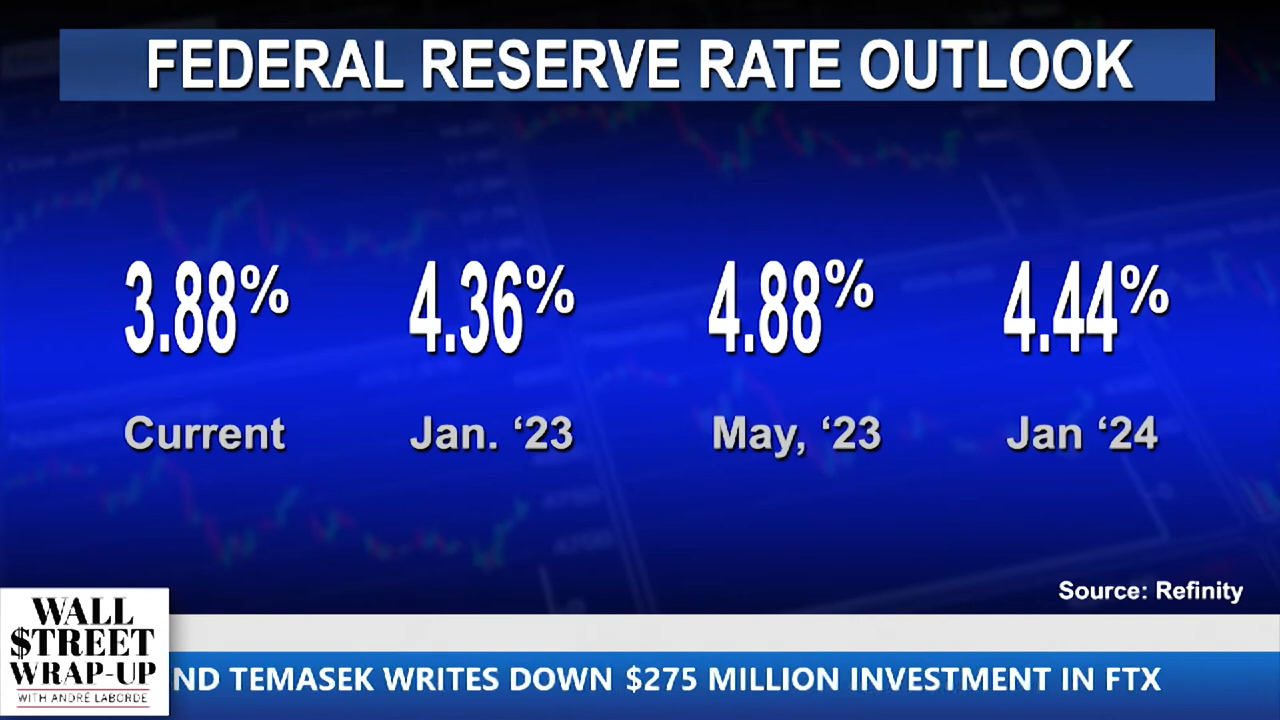 FEDERAL RESERVE RATE OUTLOOK
3.88% 4.36% 4.88% 4.44%
Current Jan. ‘23 May, ‘23 Jan ‘24
Source: Refinity
WALL
$TREET
WRAP-UP
WITH ANDRÉ LABORDE
ND TEMASEK WRITES DOWN $275 MILLION INVESTMENT IN FTX